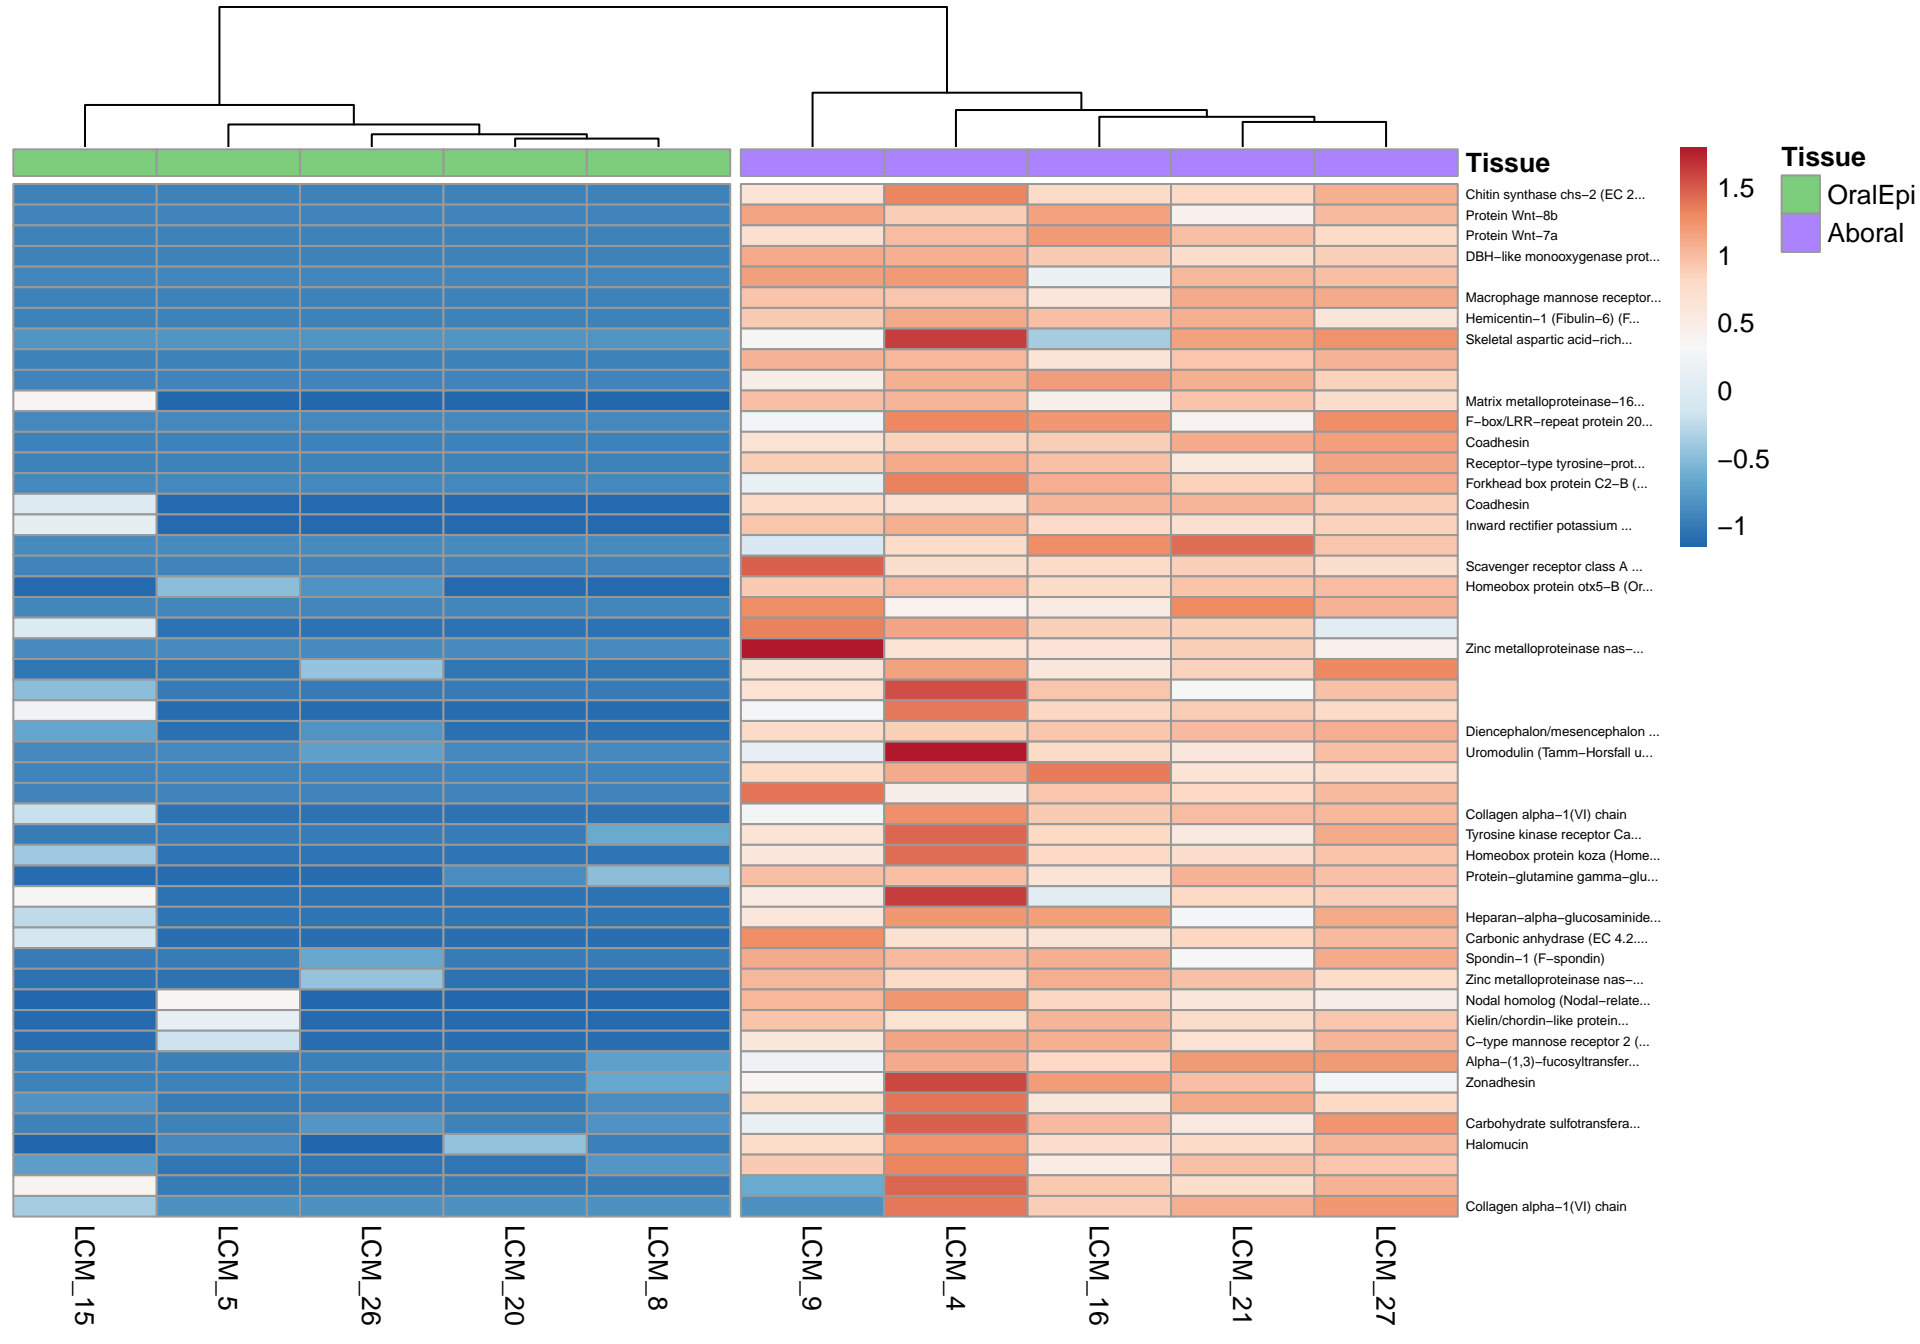 Tissue
Chitin synthase chs−2 (EC 2...
Protein Wnt−8b
Protein Wnt−7a
DBH−like monooxygenase prot...
Macrophage mannose receptor...
Hemicentin−1 (Fibulin−6) (F...
Skeletal aspartic acid−rich...
Matrix metalloproteinase−16...
F−box/LRR−repeat protein 20...
Coadhesin
Receptor−type tyrosine−prot...
Forkhead box protein C2−B (...
Coadhesin
Inward rectifier potassium ...
Scavenger receptor class A ...
Homeobox protein otx5−B (Or...
Zinc metalloproteinase nas−...
Diencephalon/mesencephalon ...
Uromodulin (Tamm−Horsfall u...
Collagen alpha−1(VI) chain
Tyrosine kinase receptor Ca...
Homeobox protein koza (Home...
Protein−glutamine gamma−glu...
Heparan−alpha−glucosaminide...
Carbonic anhydrase (EC 4.2....
Spondin−1 (F−spondin)
Zinc metalloproteinase nas−...
Nodal homolog (Nodal−relate...
Kielin/chordin−like protein...
C−type mannose receptor 2 (...
Alpha−(1,3)−fucosyltransfer...
Zonadhesin
Carbohydrate sulfotransfera...
Halomucin
Collagen alpha−1(VI) chain
LCM_15
LCM_5
LCM_26
LCM_20
LCM_8
LCM_9
LCM_4
LCM_16
LCM_21
LCM_27
1.5
1
0.5
0
−0.5
−1
Tissue
OralEpi
Aboral